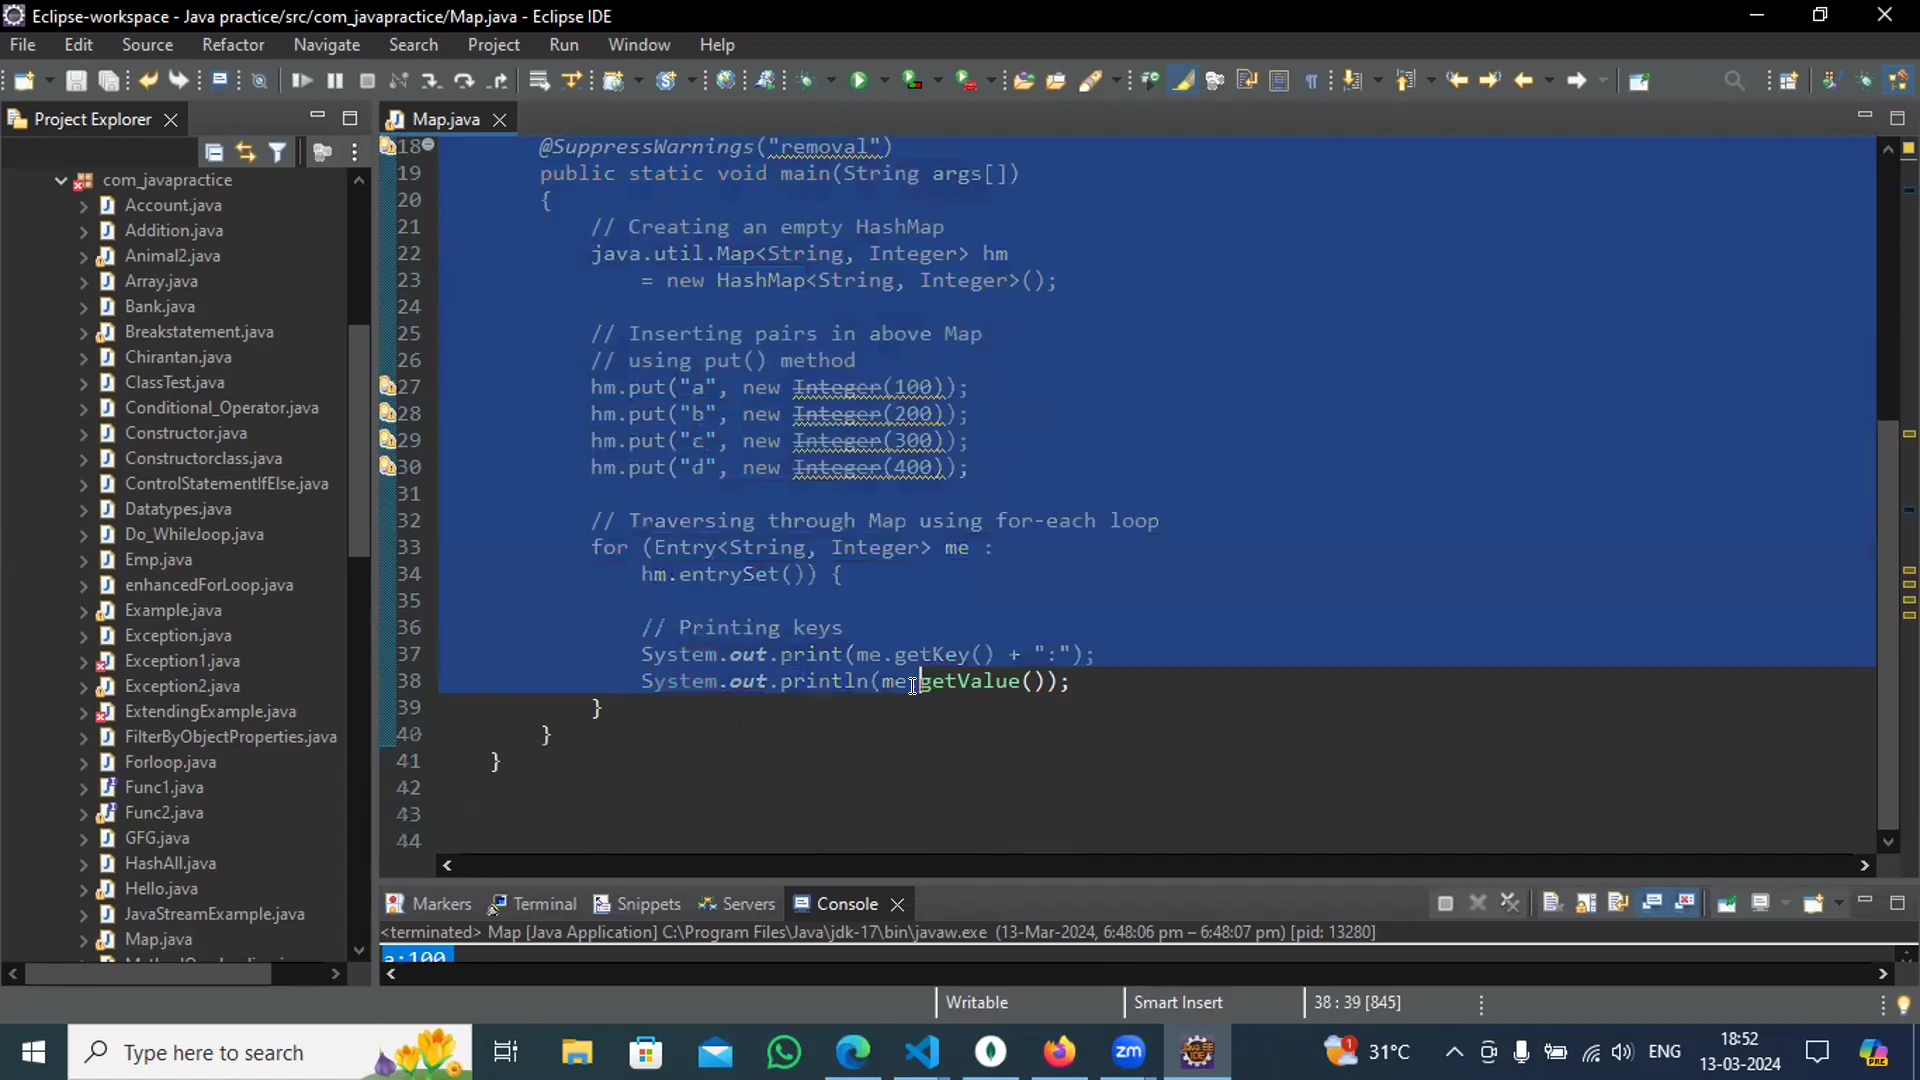 Eclipse-workspace - Java practice/src/com_javapractice/Map.java - Eclipse IDE
File Edit Source Refactor Navigate Search Project Run Window Help
Project Explorer
Map.java
com_javapractice
Account.java
Addition.java
Animal2.java
Array.java
Bank.java
Breakstatement.java
Chirantan.java
ClassTest.java
Conditional_Operator.java
Constructor.java
Constructorclass.java
ControlStatementIfElse.java
Datatypes.java
Do_WhileJoop.java
Emp.java
enhancedForLoop.java
Example.java
Exception.java
Exception1.java
Exception2.java
ExtendingExample.java
FilterByObjectProperties.java
Forloop.java
Func1.java
Func2.java
GFG.java
HashAll.java
Hello.java
JavaStreamExample.java
Map.java
18 @SuppressWarnings("removal")
19 public static void main(String args[])
20 {
21 // Creating an empty HashMap
22 java.util.Map<String, Integer> hm
23 = new HashMap<String, Integer>();
24
25 // Inserting pairs in above Map
26 // using put() method
27 hm.put("a", new Integer(100));
28 hm.put("b", new Integer(200));
29 hm.put("c", new Integer(300));
30 hm.put("d", new Integer(400));
31
32 // Traversing through Map using for-each loop
33 for (Entry<String, Integer> me :
34 hm.entrySet()) {
35
36 // Printing keys
37 System.out.print(me.getKey() + ":");
38 System.out.println(me.getValue());
39 }
40 }
41 }
42
43
44
Markers Terminal Snippets Servers Console
<terminated> Map [Java Application] C:\Program Files\Java\jdk-17\bin\javaw.exe (13-Mar-2024, 6:48:06 pm – 6:48:07 pm) [pid: 13280]
a:100
Writable Smart Insert 38 : 39 [845]
Type here to search
zm
31°C
ENG
18:52
13-03-2024